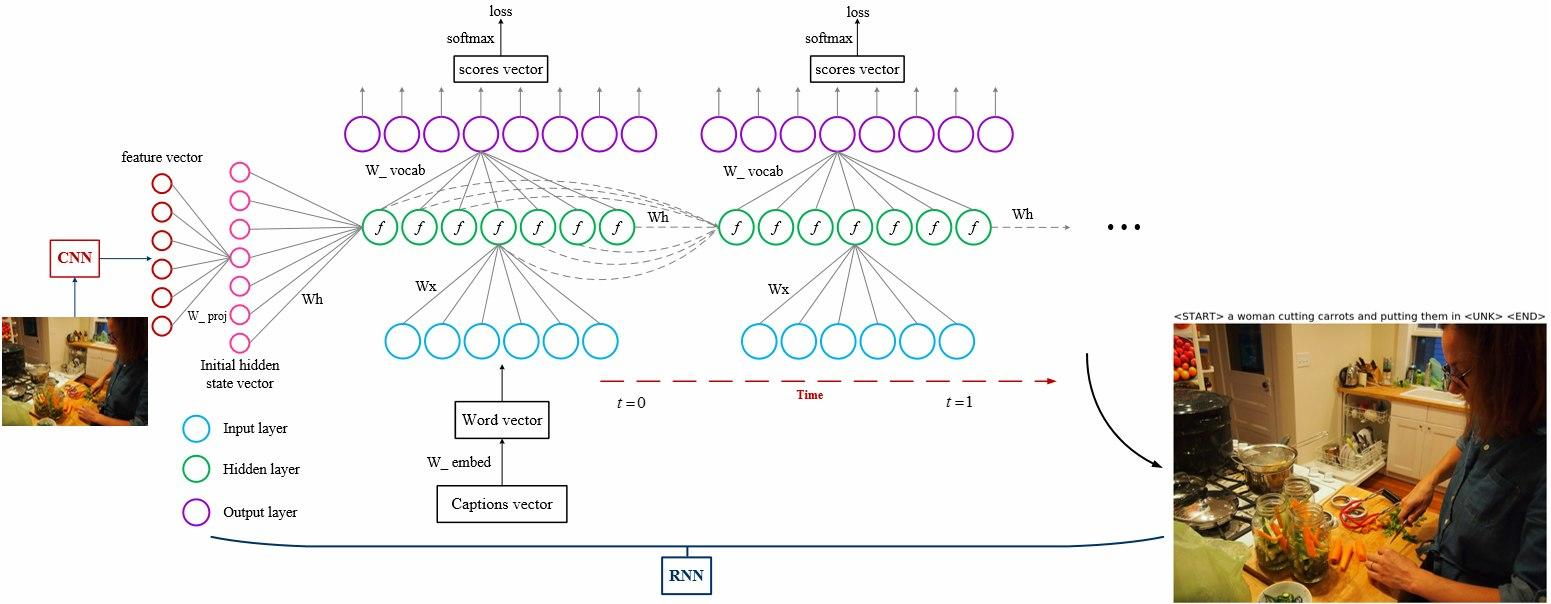 loss
softmax
scores vector
loss
softmax
scores vector
feature vector
W_ vocab
W_ vocab
f f f f f f f
Wh
f f f f f f f
Wh
...
CNN
W_ proj
Wh
Wx
Wx
Initial hidden
state vector
<START> a woman cutting carrots and putting them in <UNK> <END>
t=0
Time
t=1
Word vector
W_ embed
Captions vector
Input layer
Hidden layer
Output layer
RNN